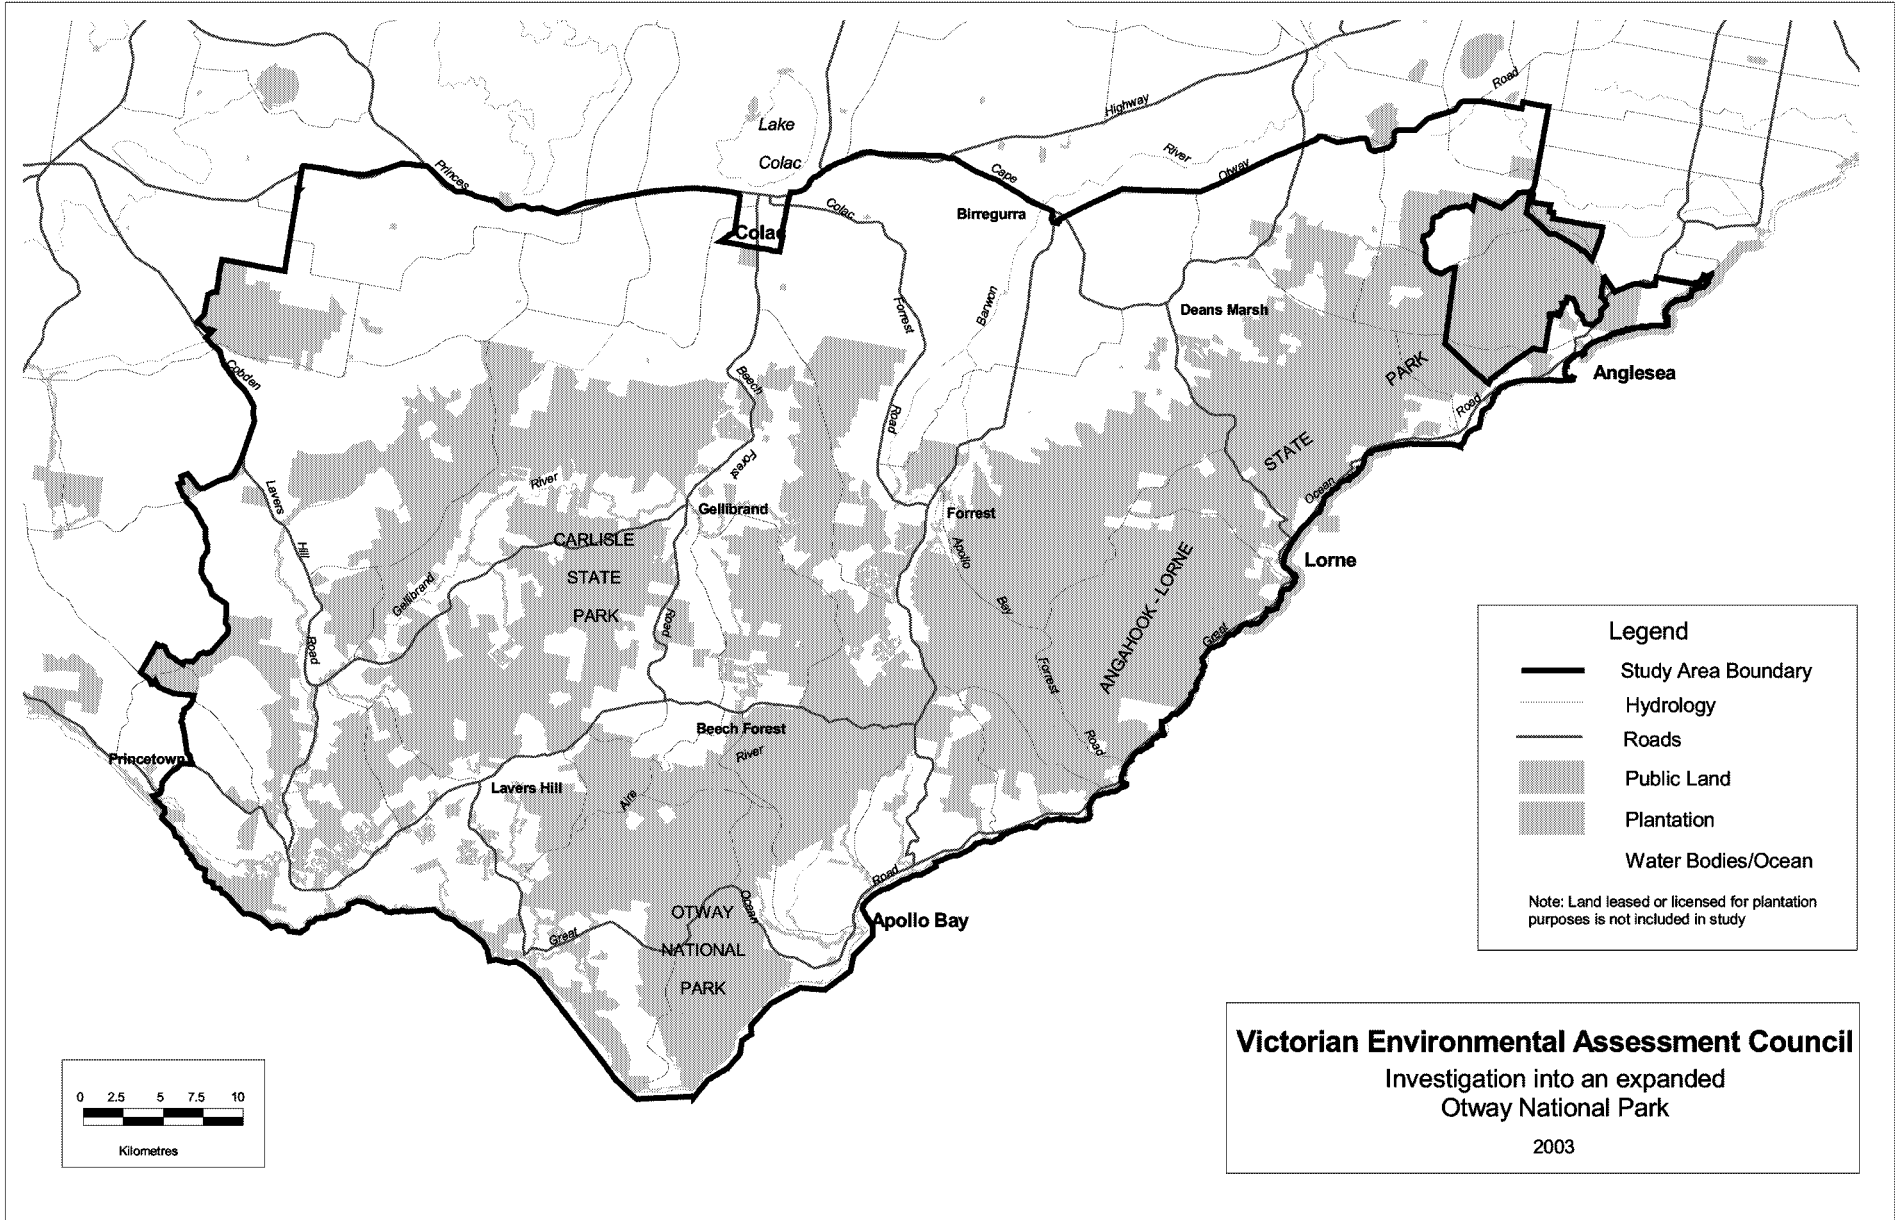 Road
Highway
Lake
Colac
River
Princes
Cape
Otway
Colac
Birregurra
Colac
Forrest
Barwon
Deans Marsh
Cobden
Beech
PARK
Anglesea
Road
Road
STATE
Forest
River
Lavers
Ocean
Gellibrand
Forrest
CARLISLE
Hill
Apollo
Lorne
STATE
Gellibrand
Bay
PARK
Road
ANGAHOOK - LORNE
Great
Road
Forrest
Beech Forest
Road
River
Princetown
Lavers Hill
Aire
Road
Ocean
OTWAY
Apollo Bay
Great
NATIONAL
PARK
Legend
Study Area Boundary
Hydrology
Roads
Public Land
Plantation
Water Bodies/Ocean
Note: Land leased or licensed for plantation
purposes is not included in study
Victorian Environmental Assessment Council
Investigation into an expanded
Otway National Park
2003
0 2.5 5 7.5 10
Kilometres